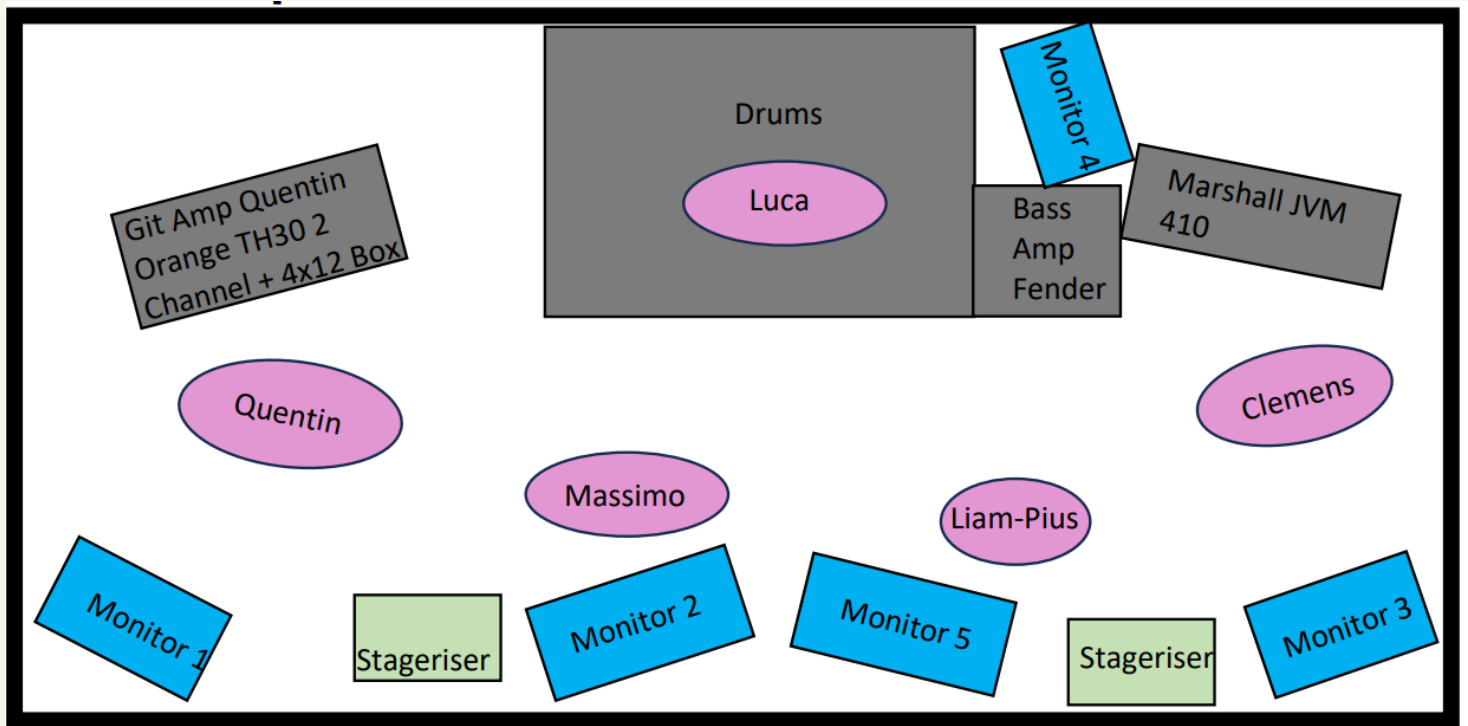 Monitor 4
Drums
Luca
Git Amp Quentin
Orange TH30 2
Channel + 4x12 Box
Bass
Amp
Fender
Marshall JVM
410
Quentin
Clemens
Massimo
Liam-Pius
Monitor 1
Stageriser
Monitor 2
Monitor 5
Stageriser
Monitor 3